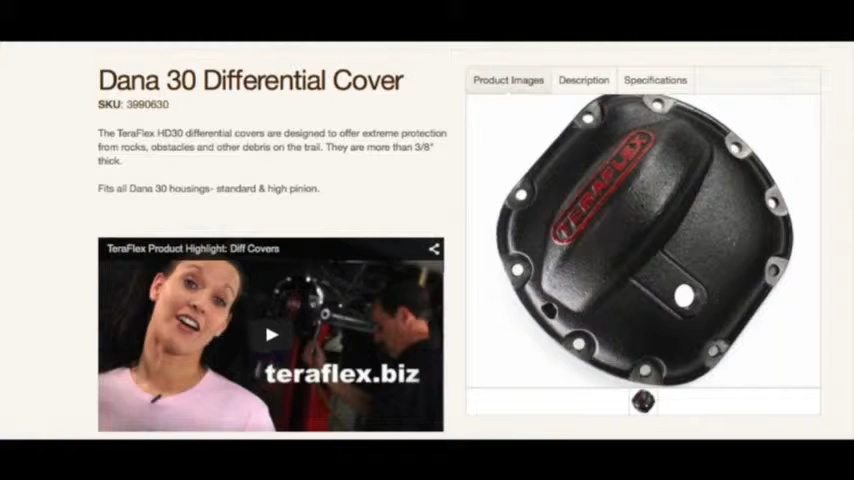 Dana 30 Differential Cover
SKU: 3990630
The TeraFlex HD30 differential covers are designed to offer extreme protection
from rocks, obstacles and other debris on the trail. They are more than 3/8"
thick.
Fits all Dana 30 housings- standard & high pinion.
TeraFlex Product Highlight: Diff Covers
teraflex.biz
Product Images
Description
Specifications
TERAFLEX